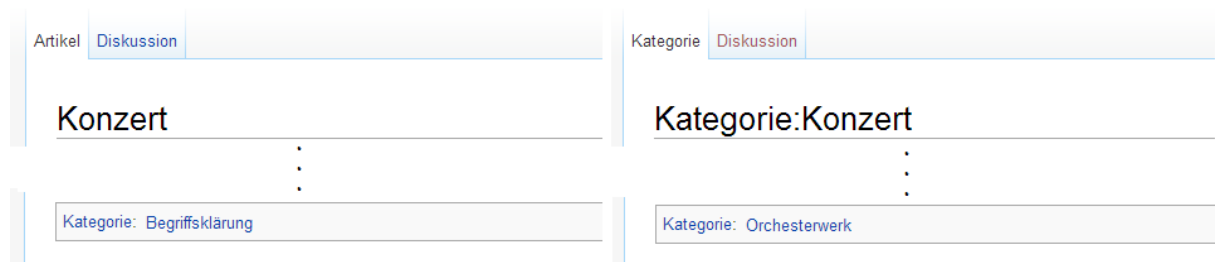 Artikel Diskussion
Konzert
Kategorie: Begriffsklärung
Kategorie Diskussion
Kategorie:Konzert
Kategorie: Orchesterwerk